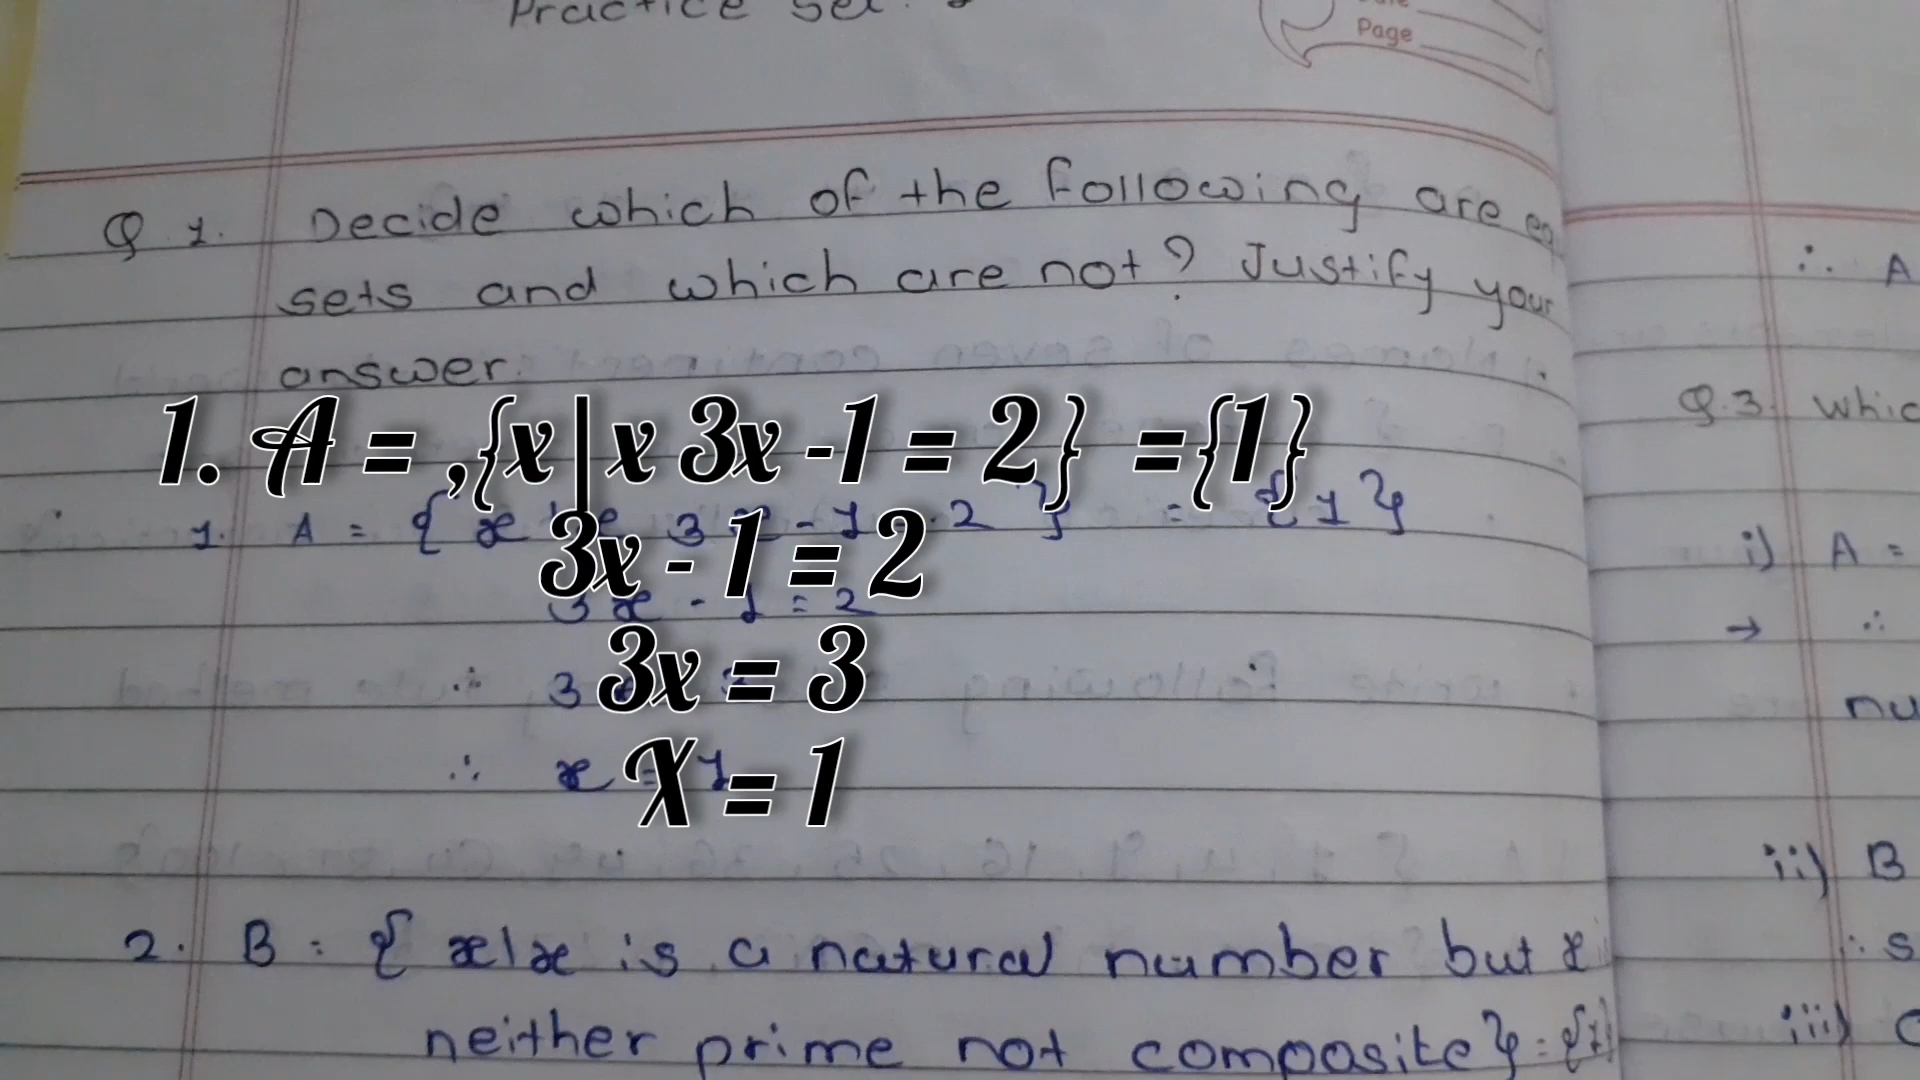 Practice Set.
Page
Q.1. Decide which of the following are eq
sets and which are not? Justify your
answer.
1. A = ,{x|x 3x -1 = 2} ={1}
1. A = { x 3x - 1 = 2 } = { 1 }
3x - 1 = 2
3x - 1 = 2
3x = 3
∴ 3
X = 1
∴ x = 1
2. B = { x|x is a natural number but x
neither prime not composite} = {1}
∴ A
Q.3. Whic
i) A =
→ ∴
nu
ii) B
∴ S
iii) C